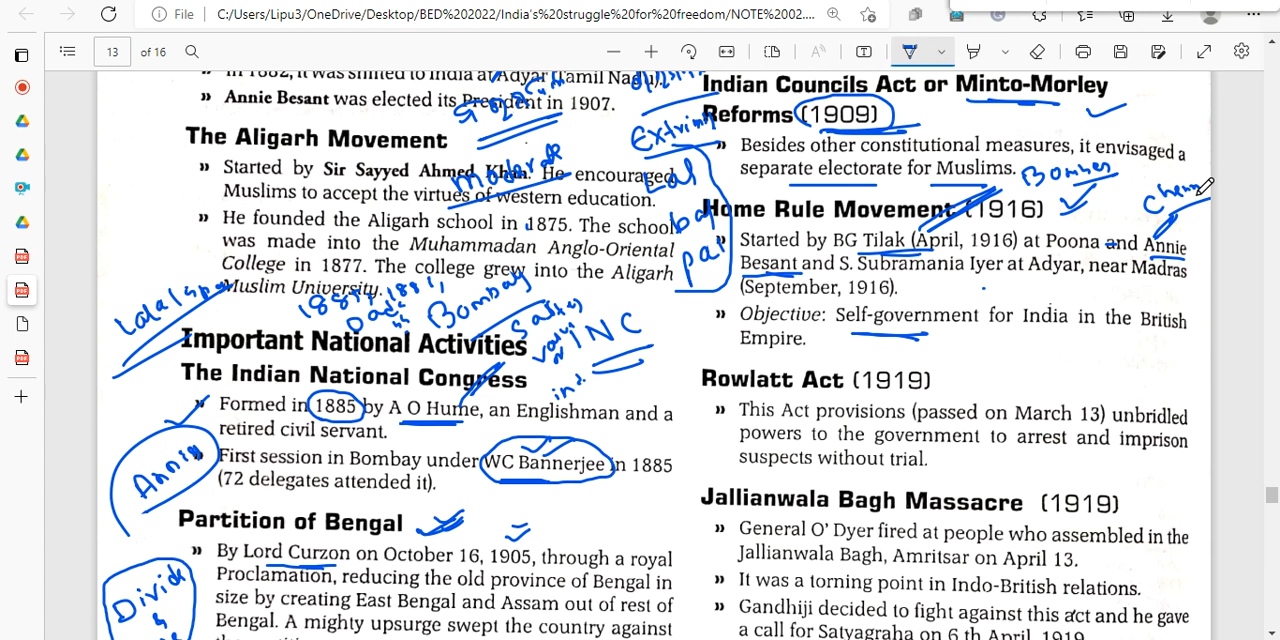 File
C:/Users/Lipu3/OneDrive/Desktop/BED%202022/India's%20struggle%20for%20freedom/NOTE%2002....
13 of 16
In 1882, it was shifted to India at Adyar Tamil Nadu.
» Annie Besant was elected its President in 1907.
The Aligarh Movement
» Started by Sir Sayyed Ahmed Khan. He encouraged
Muslims to accept the virtues of western education.
» He founded the Aligarh school in 1875. The school
was made into the Muhammadan Anglo-Oriental
College in 1877. The college grew into the Aligarh
Muslim University.
moderate
Extrimi
Lal
bal
pal
1885
Bombay
INC
Important National Activities
The Indian National Congress
» Formed in 1885 by A O Hume, an Englishman and a
retired civil servant.
» First session in Bombay under WC Bannerjee in 1885
(72 delegates attended it).
Annie
Partition of Bengal
» By Lord Curzon on October 16, 1905, through a royal
Proclamation, reducing the old province of Bengal in
size by creating East Bengal and Assam out of rest of
Bengal. A mighty upsurge swept the country against
Divid
&
Indian Councils Act or Minto-Morley
Reforms (1909)
» Besides other constitutional measures, it envisaged a
separate electorate for Muslims.
Home Rule Movement (1916)
» Started by BG Tilak (April, 1916) at Poona and Annie
Besant and S. Subramania Iyer at Adyar, near Madras
(September, 1916).
» Objective: Self-government for India in the British
Empire.
Rowlatt Act (1919)
» This Act provisions (passed on March 13) unbridled
powers to the government to arrest and imprison
suspects without trial.
Jallianwala Bagh Massacre (1919)
» General O' Dyer fired at people who assembled in the
Jallianwala Bagh, Amritsar on April 13.
» It was a torning point in Indo-British relations.
» Gandhiji decided to fight against this act and he gave
a call for Satyagraha on 6 th April, 1919